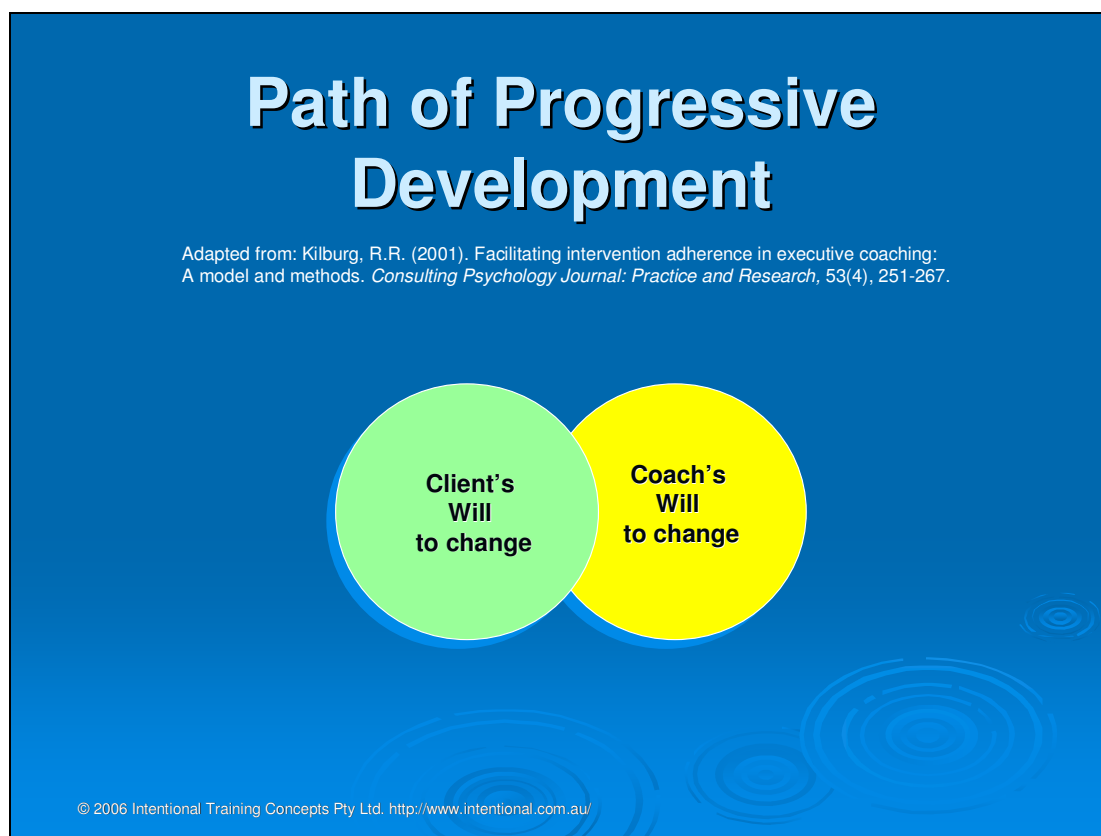 Path of Progressive
Development
Adapted from: Kilburg, R.R. (2001). Facilitating intervention adherence in executive coaching:
A model and methods. Consulting Psychology Journal: Practice and Research, 53(4), 251-267.
Client’s
Will
to change
Coach’s
Will
to change
© 2006 Intentional Training Concepts Pty Ltd. http://www.intentional.com.au/